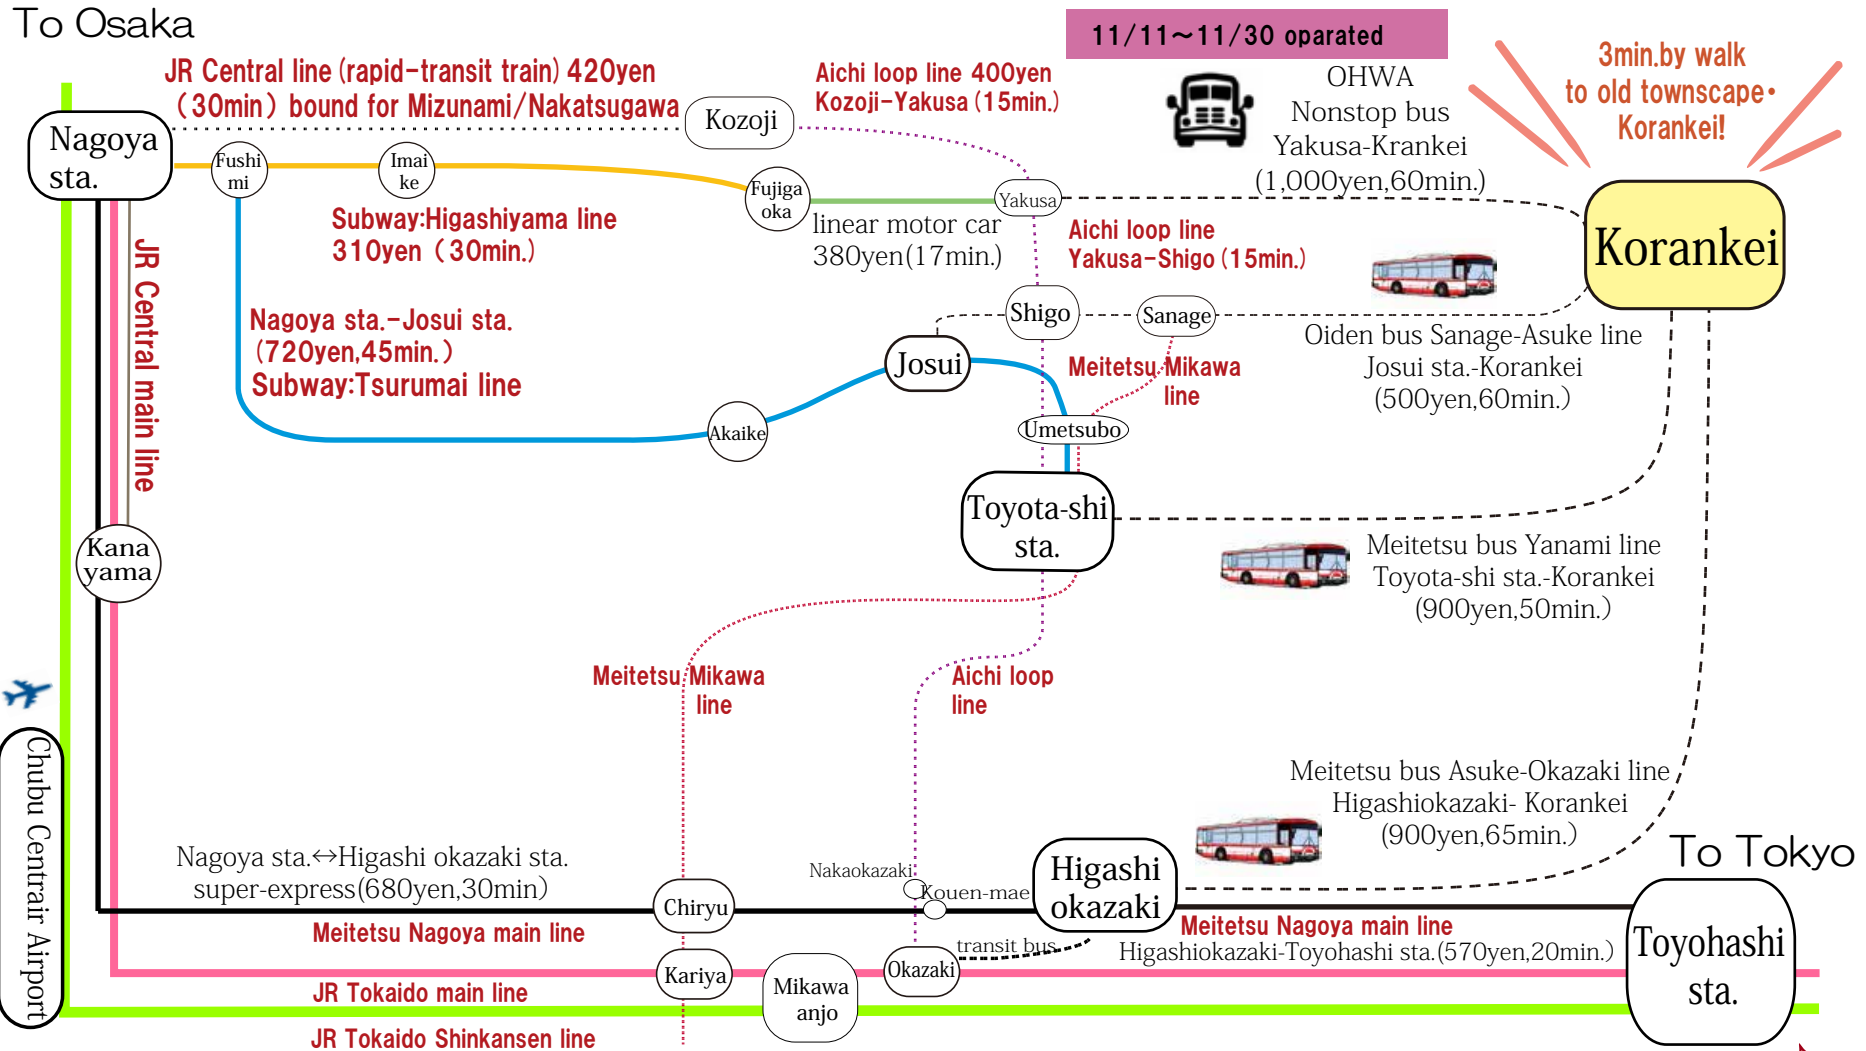 To Osaka
11/11～11/30 oparated
JR Central line (rapid-transit train) 420yen
（30min）bound for Mizunami/Nakatsugawa
Aichi loop line 400yen
Kozoji-Yakusa (15min.)
OHWA
Nonstop bus
Yakusa-Krankei
(1,000yen,60min.)
3min.by walk
to old townscape・
Korankei!
Nagoya
sta.
Kozoji
Fushi
mi
Imai
ke
Fujiga
oka
Yakusa
Korankei
Subway:Higashiyama line
310yen（30min.）
linear motor car
380yen(17min.)
Aichi loop line
Yakusa-Shigo (15min.)
JR Central main line
Nagoya sta.-Josui sta.
(720yen,45min.)
Subway:Tsurumai line
Shigo
Sanage
Oiden bus Sanage-Asuke line
Josui sta.-Korankei
(500yen,60min.)
Josui
Meitetsu Mikawa
line
Akaike
Umetsubo
Toyota-shi
sta.
Kana
yama
Meitetsu bus Yanami line
Toyota-shi sta.-Korankei
(900yen,50min.)
Meitetsu Mikawa
line
Aichi loop
line
Chubu Centrair Airport
Meitetsu bus Asuke-Okazaki line
Higashiokazaki- Korankei
(900yen,65min.)
To Tokyo
Nagoya sta.↔Higashi okazaki sta.
super-express(680yen,30min)
Nakaokazaki
Kouen-mae
Higashi
okazaki
Chiryu
Meitetsu Nagoya main line
Meitetsu Nagoya main line
Higashiokazaki-Toyohashi sta.(570yen,20min.)
transit bus
Toyohashi
sta.
Kariya
Okazaki
Mikawa
anjo
JR Tokaido main line
JR Tokaido Shinkansen line